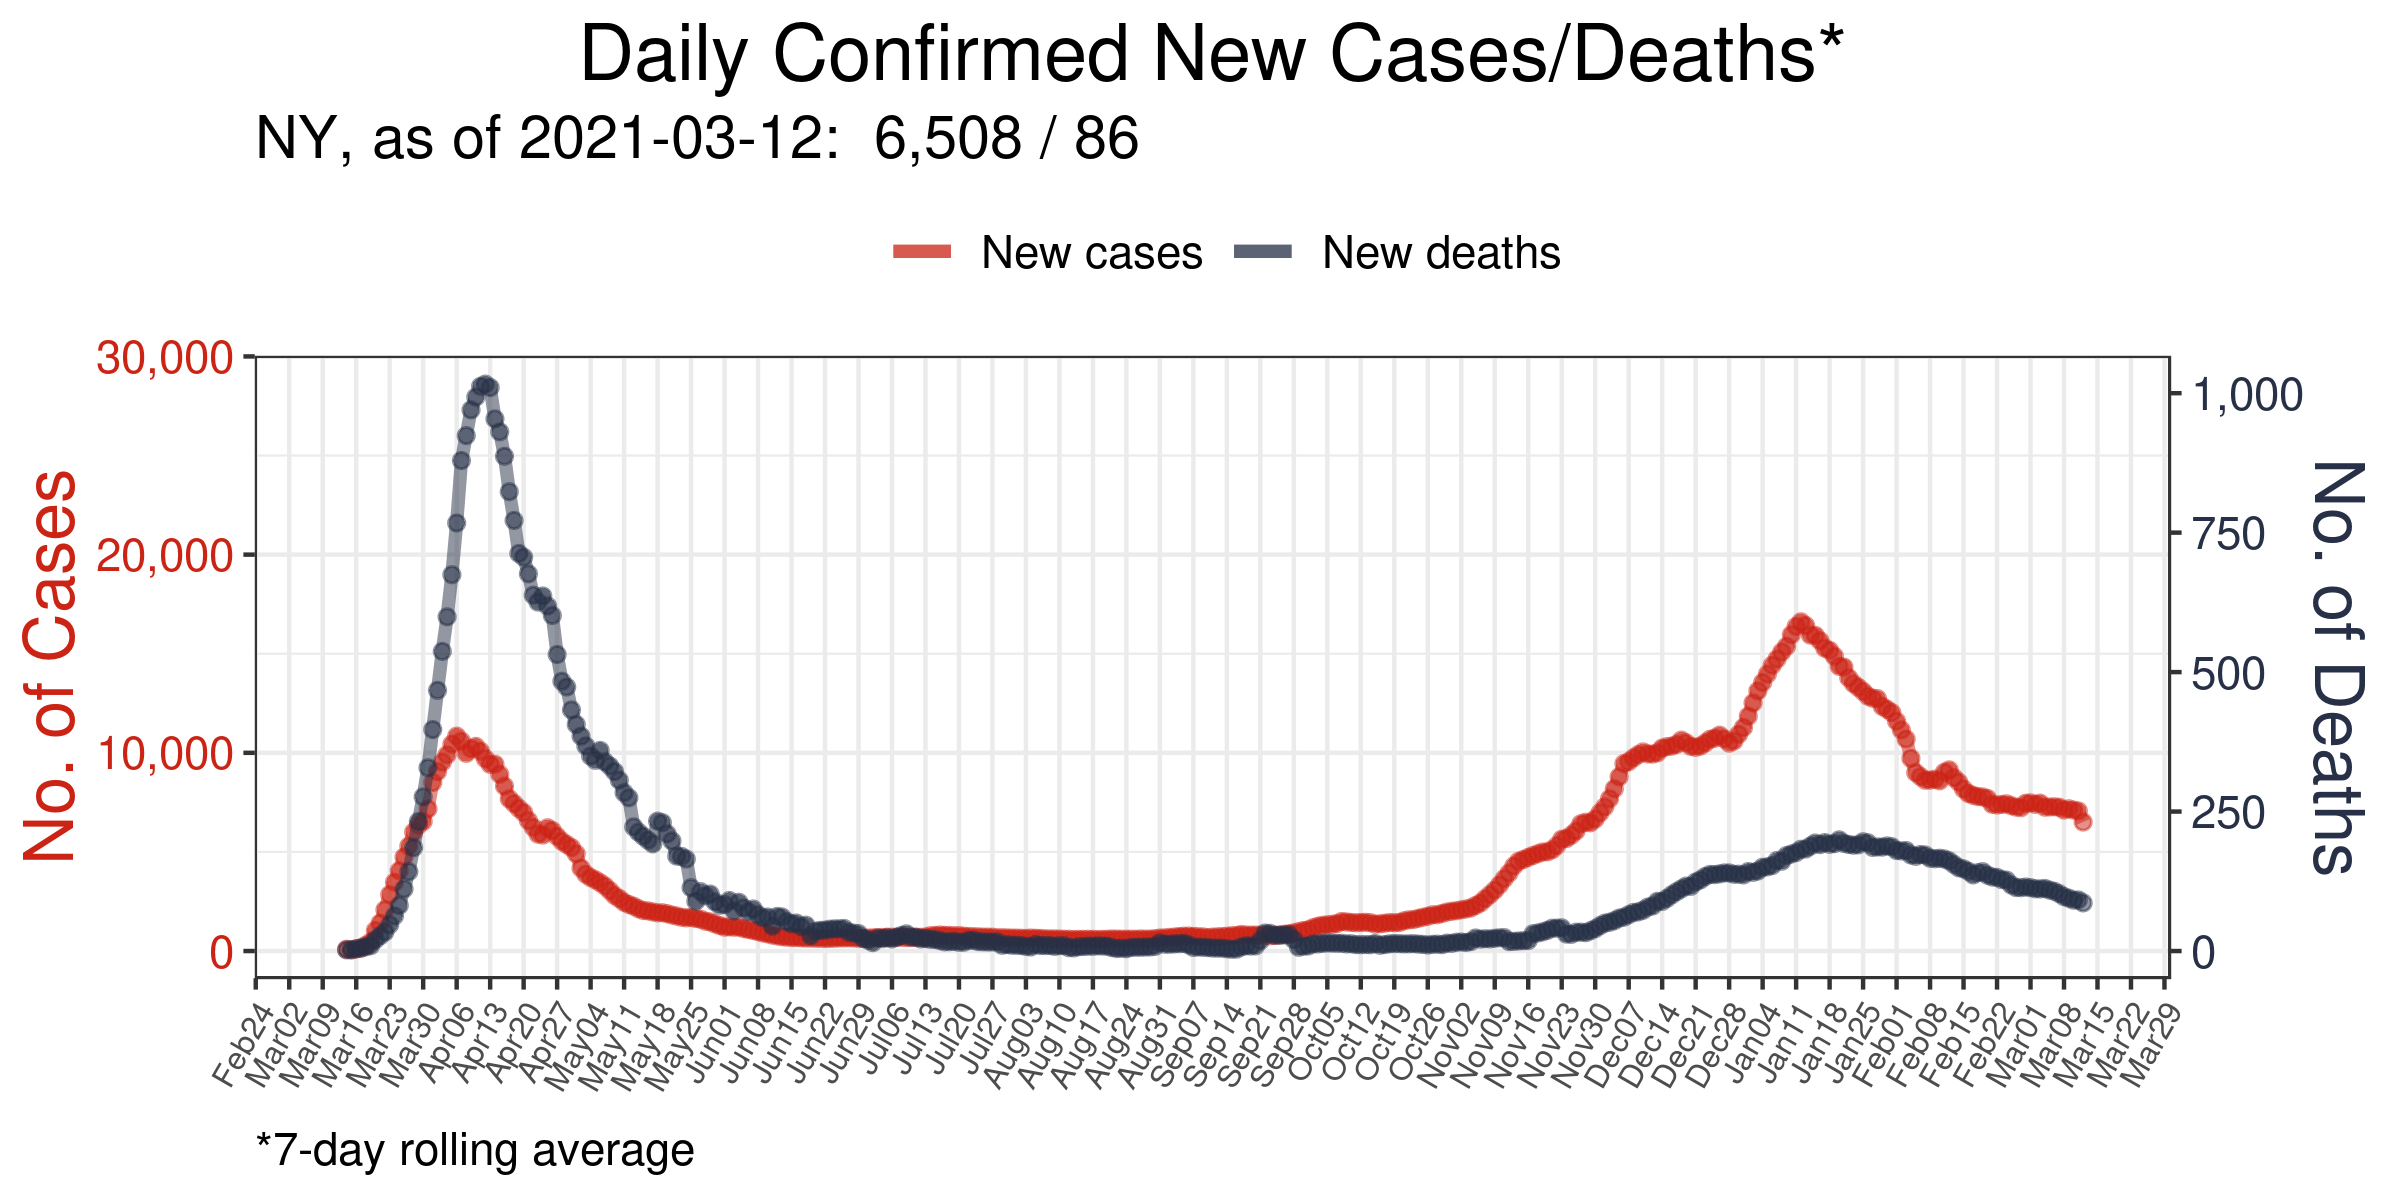 Daily Confirmed New Cases/Deaths*
NY, as of 2021-03-12:  6,508 / 86
New cases
New deaths
No. of Cases
30,000
20,000
10,000
0
1,000
750
500
250
0
No. of Deaths
Feb24
Mar02
Mar09
Mar16
Mar23
Mar30
Apr06
Apr13
Apr20
Apr27
May04
May11
May18
May25
Jun01
Jun08
Jun15
Jun22
Jun29
Jul06
Jul13
Jul20
Jul27
Aug03
Aug10
Aug17
Aug24
Aug31
Sep07
Sep14
Sep21
Sep28
Oct05
Oct12
Oct19
Oct26
Nov02
Nov09
Nov16
Nov23
Nov30
Dec07
Dec14
Dec21
Dec28
Jan04
Jan11
Jan18
Jan25
Feb01
Feb08
Feb15
Feb22
Mar01
Mar08
Mar15
Mar22
Mar29
*7-day rolling average